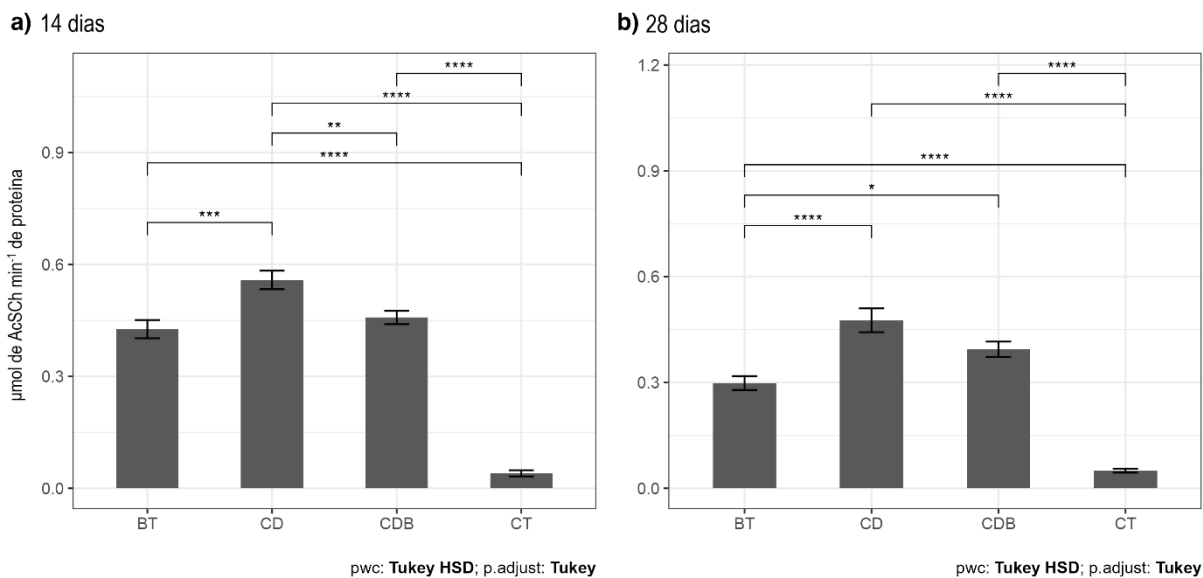 a) 14 dias
µmol de AcSCh min⁻¹ de proteína
0.9
0.6
0.3
0.0
****
****
**
****
***
BT CD CDB CT
pwc: Tukey HSD; p.adjust: Tukey
b) 28 dias
1.2
0.9
0.6
0.3
0.0
****
****
****
*
****
BT CD CDB CT
pwc: Tukey HSD; p.adjust: Tukey